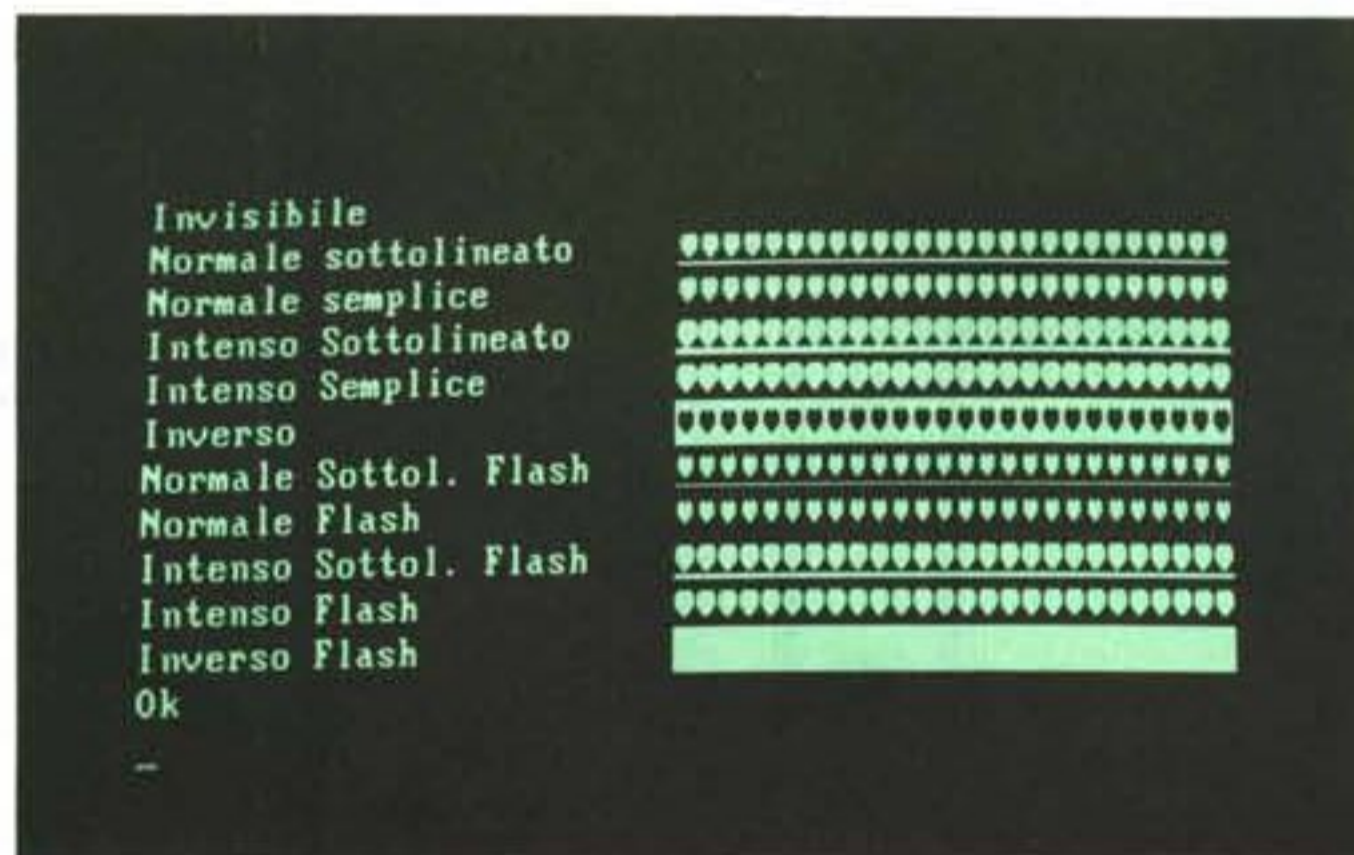 Invisibile
Normale sottolineato ♥♥♥♥♥♥♥♥♥♥♥♥♥♥♥♥♥♥♥♥♥♥♥♥♥♥
Normale semplice ♥♥♥♥♥♥♥♥♥♥♥♥♥♥♥♥♥♥♥♥♥♥♥♥♥♥
Intenso Sottolineato ♥♥♥♥♥♥♥♥♥♥♥♥♥♥♥♥♥♥♥♥♥♥♥♥♥♥
Intenso Semplice ♥♥♥♥♥♥♥♥♥♥♥♥♥♥♥♥♥♥♥♥♥♥♥♥♥♥
Inverso ♥♥♥♥♥♥♥♥♥♥♥♥♥♥♥♥♥♥♥♥♥♥♥♥♥♥
Normale Sottol. Flash ♥♥♥♥♥♥♥♥♥♥♥♥♥♥♥♥♥♥♥♥♥♥♥♥♥♥
Normale Flash ♥♥♥♥♥♥♥♥♥♥♥♥♥♥♥♥♥♥♥♥♥♥♥♥♥♥
Intenso Sottol. Flash ♥♥♥♥♥♥♥♥♥♥♥♥♥♥♥♥♥♥♥♥♥♥♥♥♥♥
Intenso Flash ♥♥♥♥♥♥♥♥♥♥♥♥♥♥♥♥♥♥♥♥♥♥♥♥♥♥
Inverso Flash
Ok
_